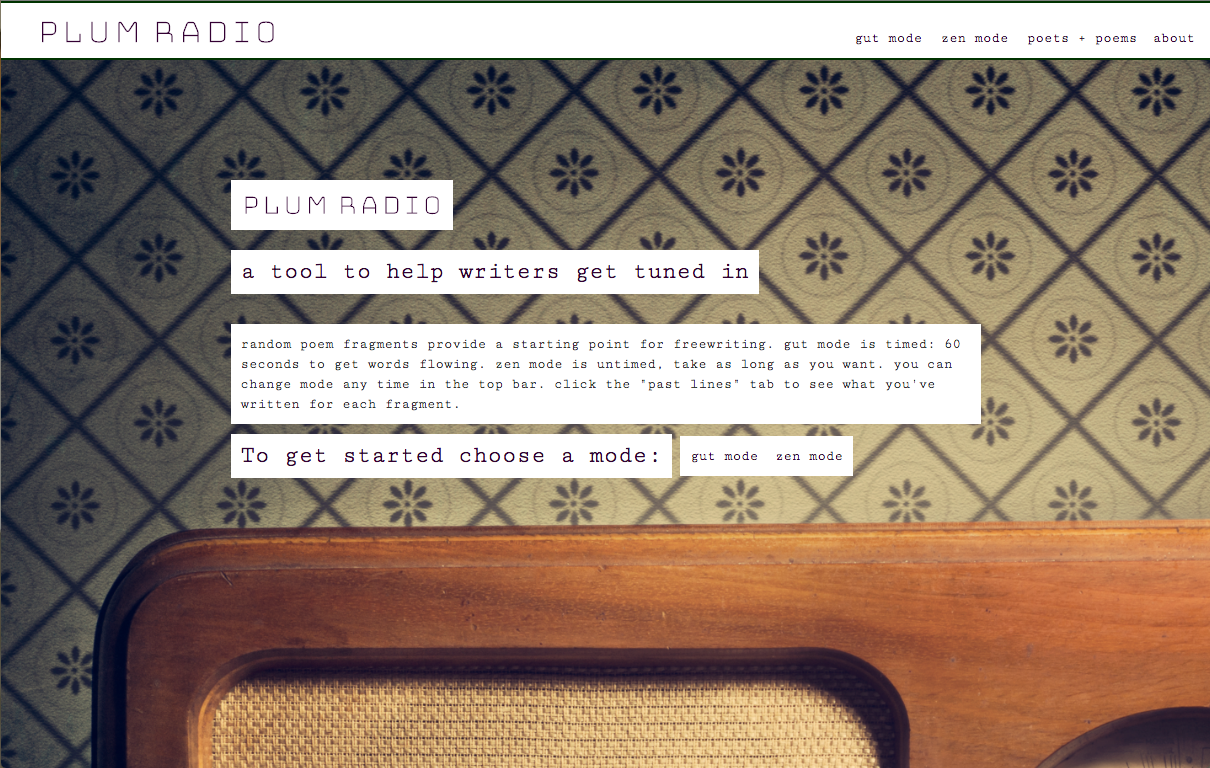 PLUM RADIO
gut mode zen mode poets + poems about
PLUM RADIO
a tool to help writers get tuned in
random poem fragments provide a starting point for freewriting. gut mode is timed: 60
seconds to get words flowing. zen mode is untimed, take as long as you want. you can
change mode any time in the top bar. click the "past lines" tab to see what you've
written for each fragment.
To get started choose a mode: gut mode zen mode